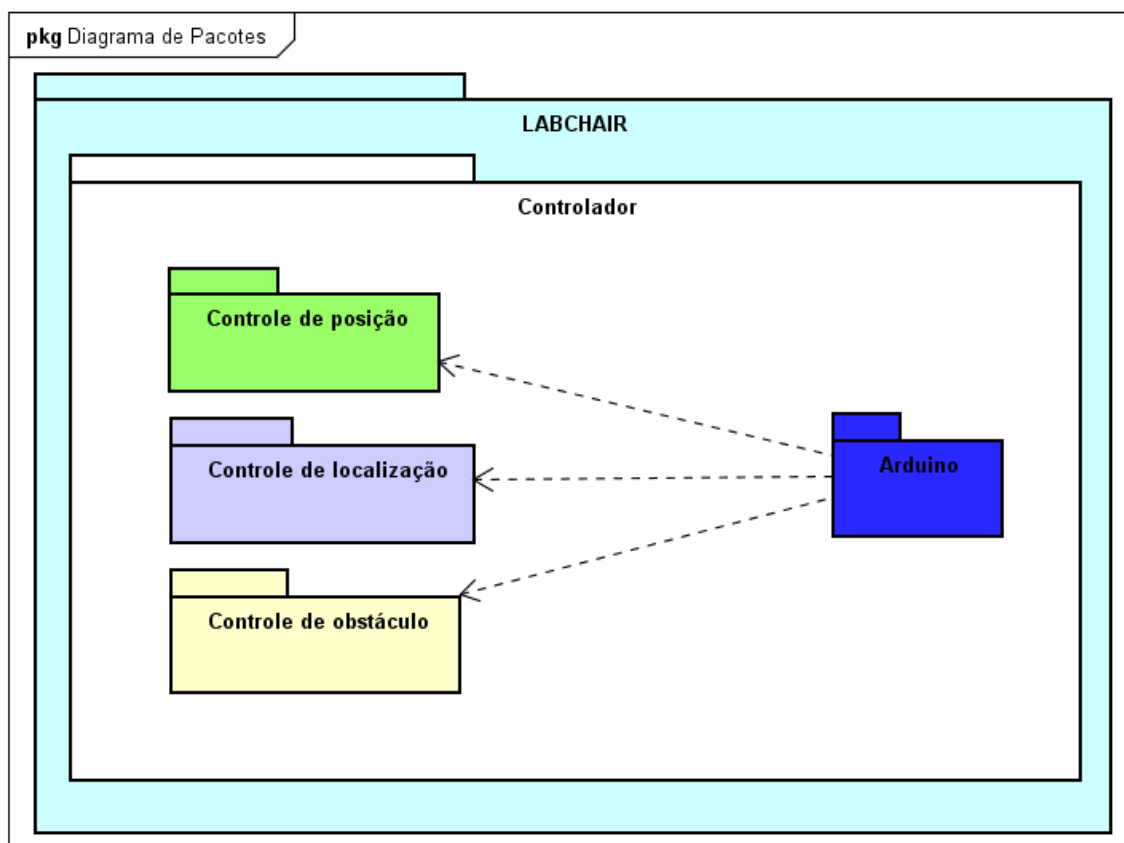 pkg Diagrama de Pacotes
LABCHAIR
Controlador
Controle de posição
Controle de localização
Arduino
Controle de obstáculo